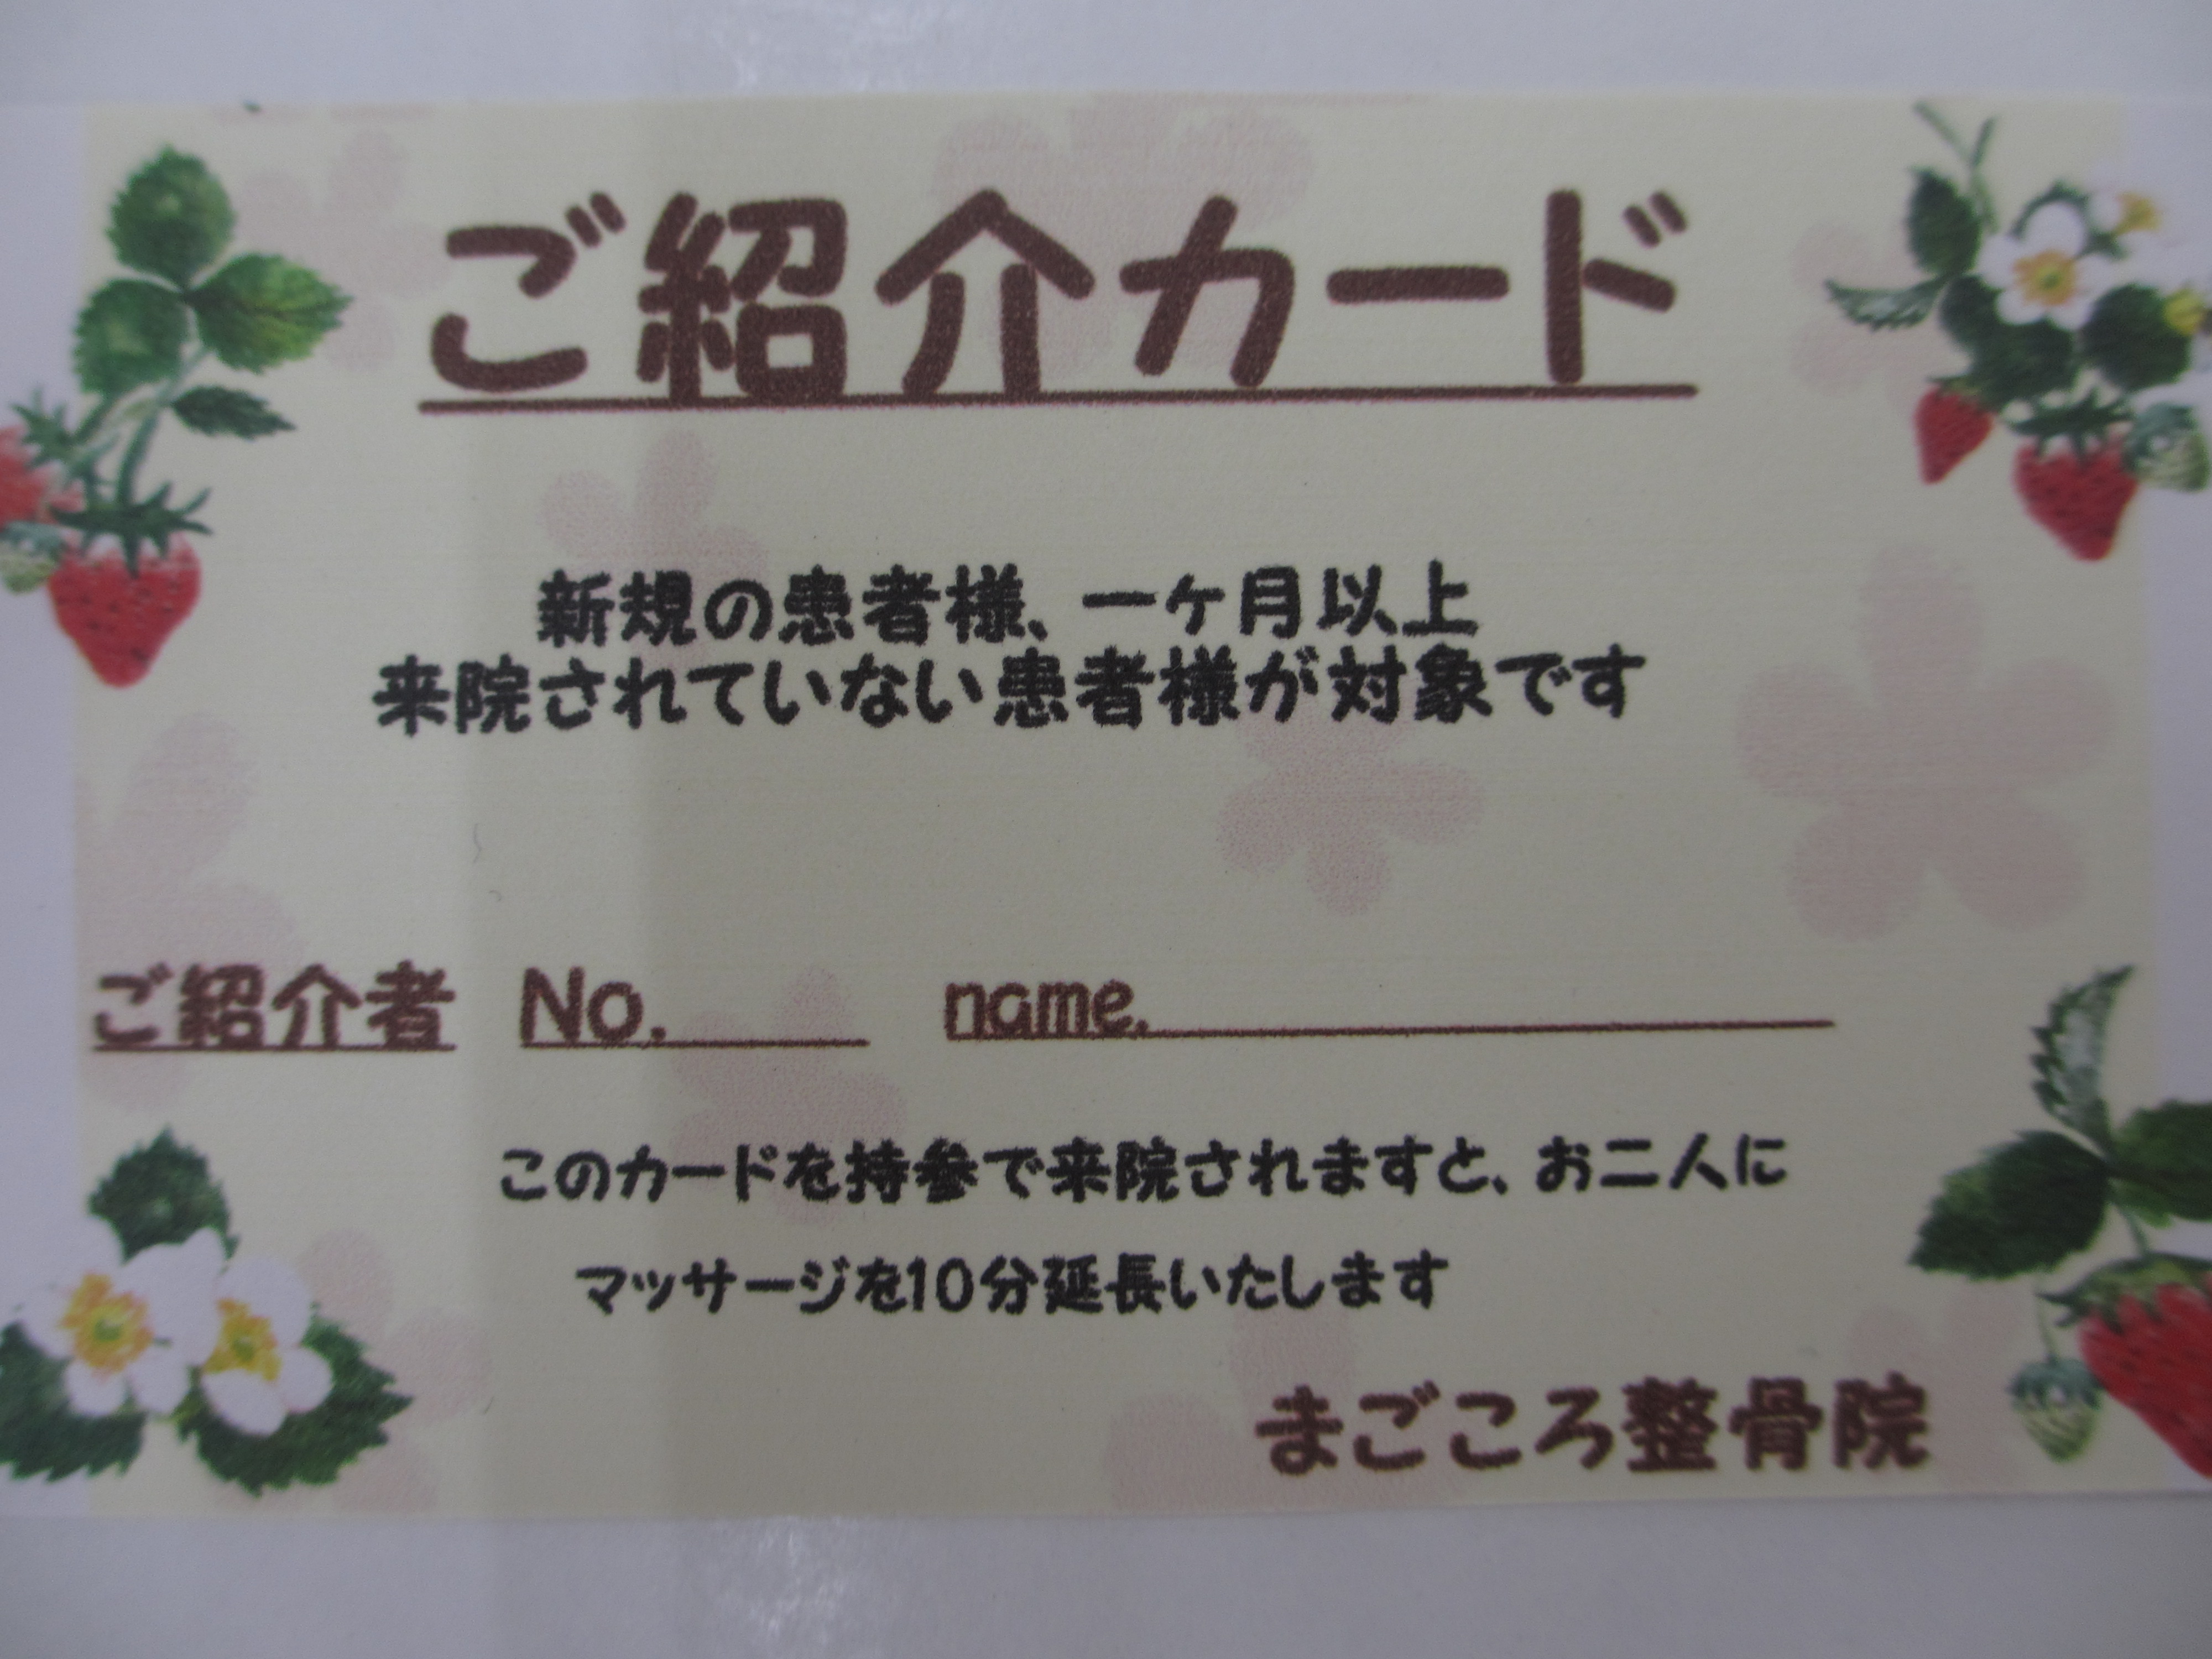 ご紹介カード
新規の患者様、一ケ月以上
来院されていない患者様が対象です
ご紹介者 No. name.
このカードを持参で来院されますと、お二人に
マッサージを10分延長いたします
まごころ整骨院